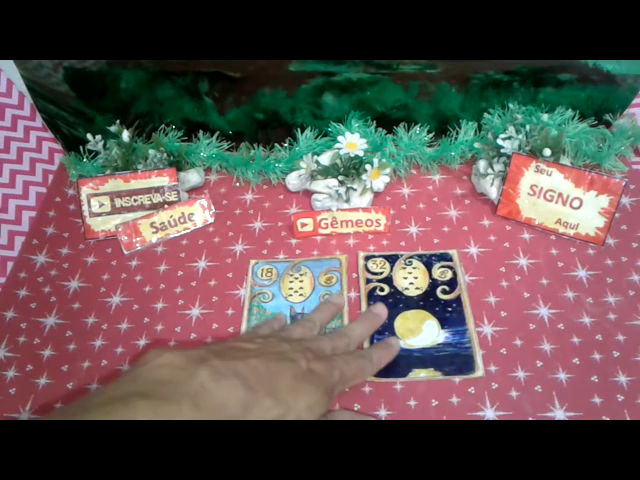 INSCREVA-SE
Saúde
Gêmeos
Seu
SIGNO
Aqui
18
32